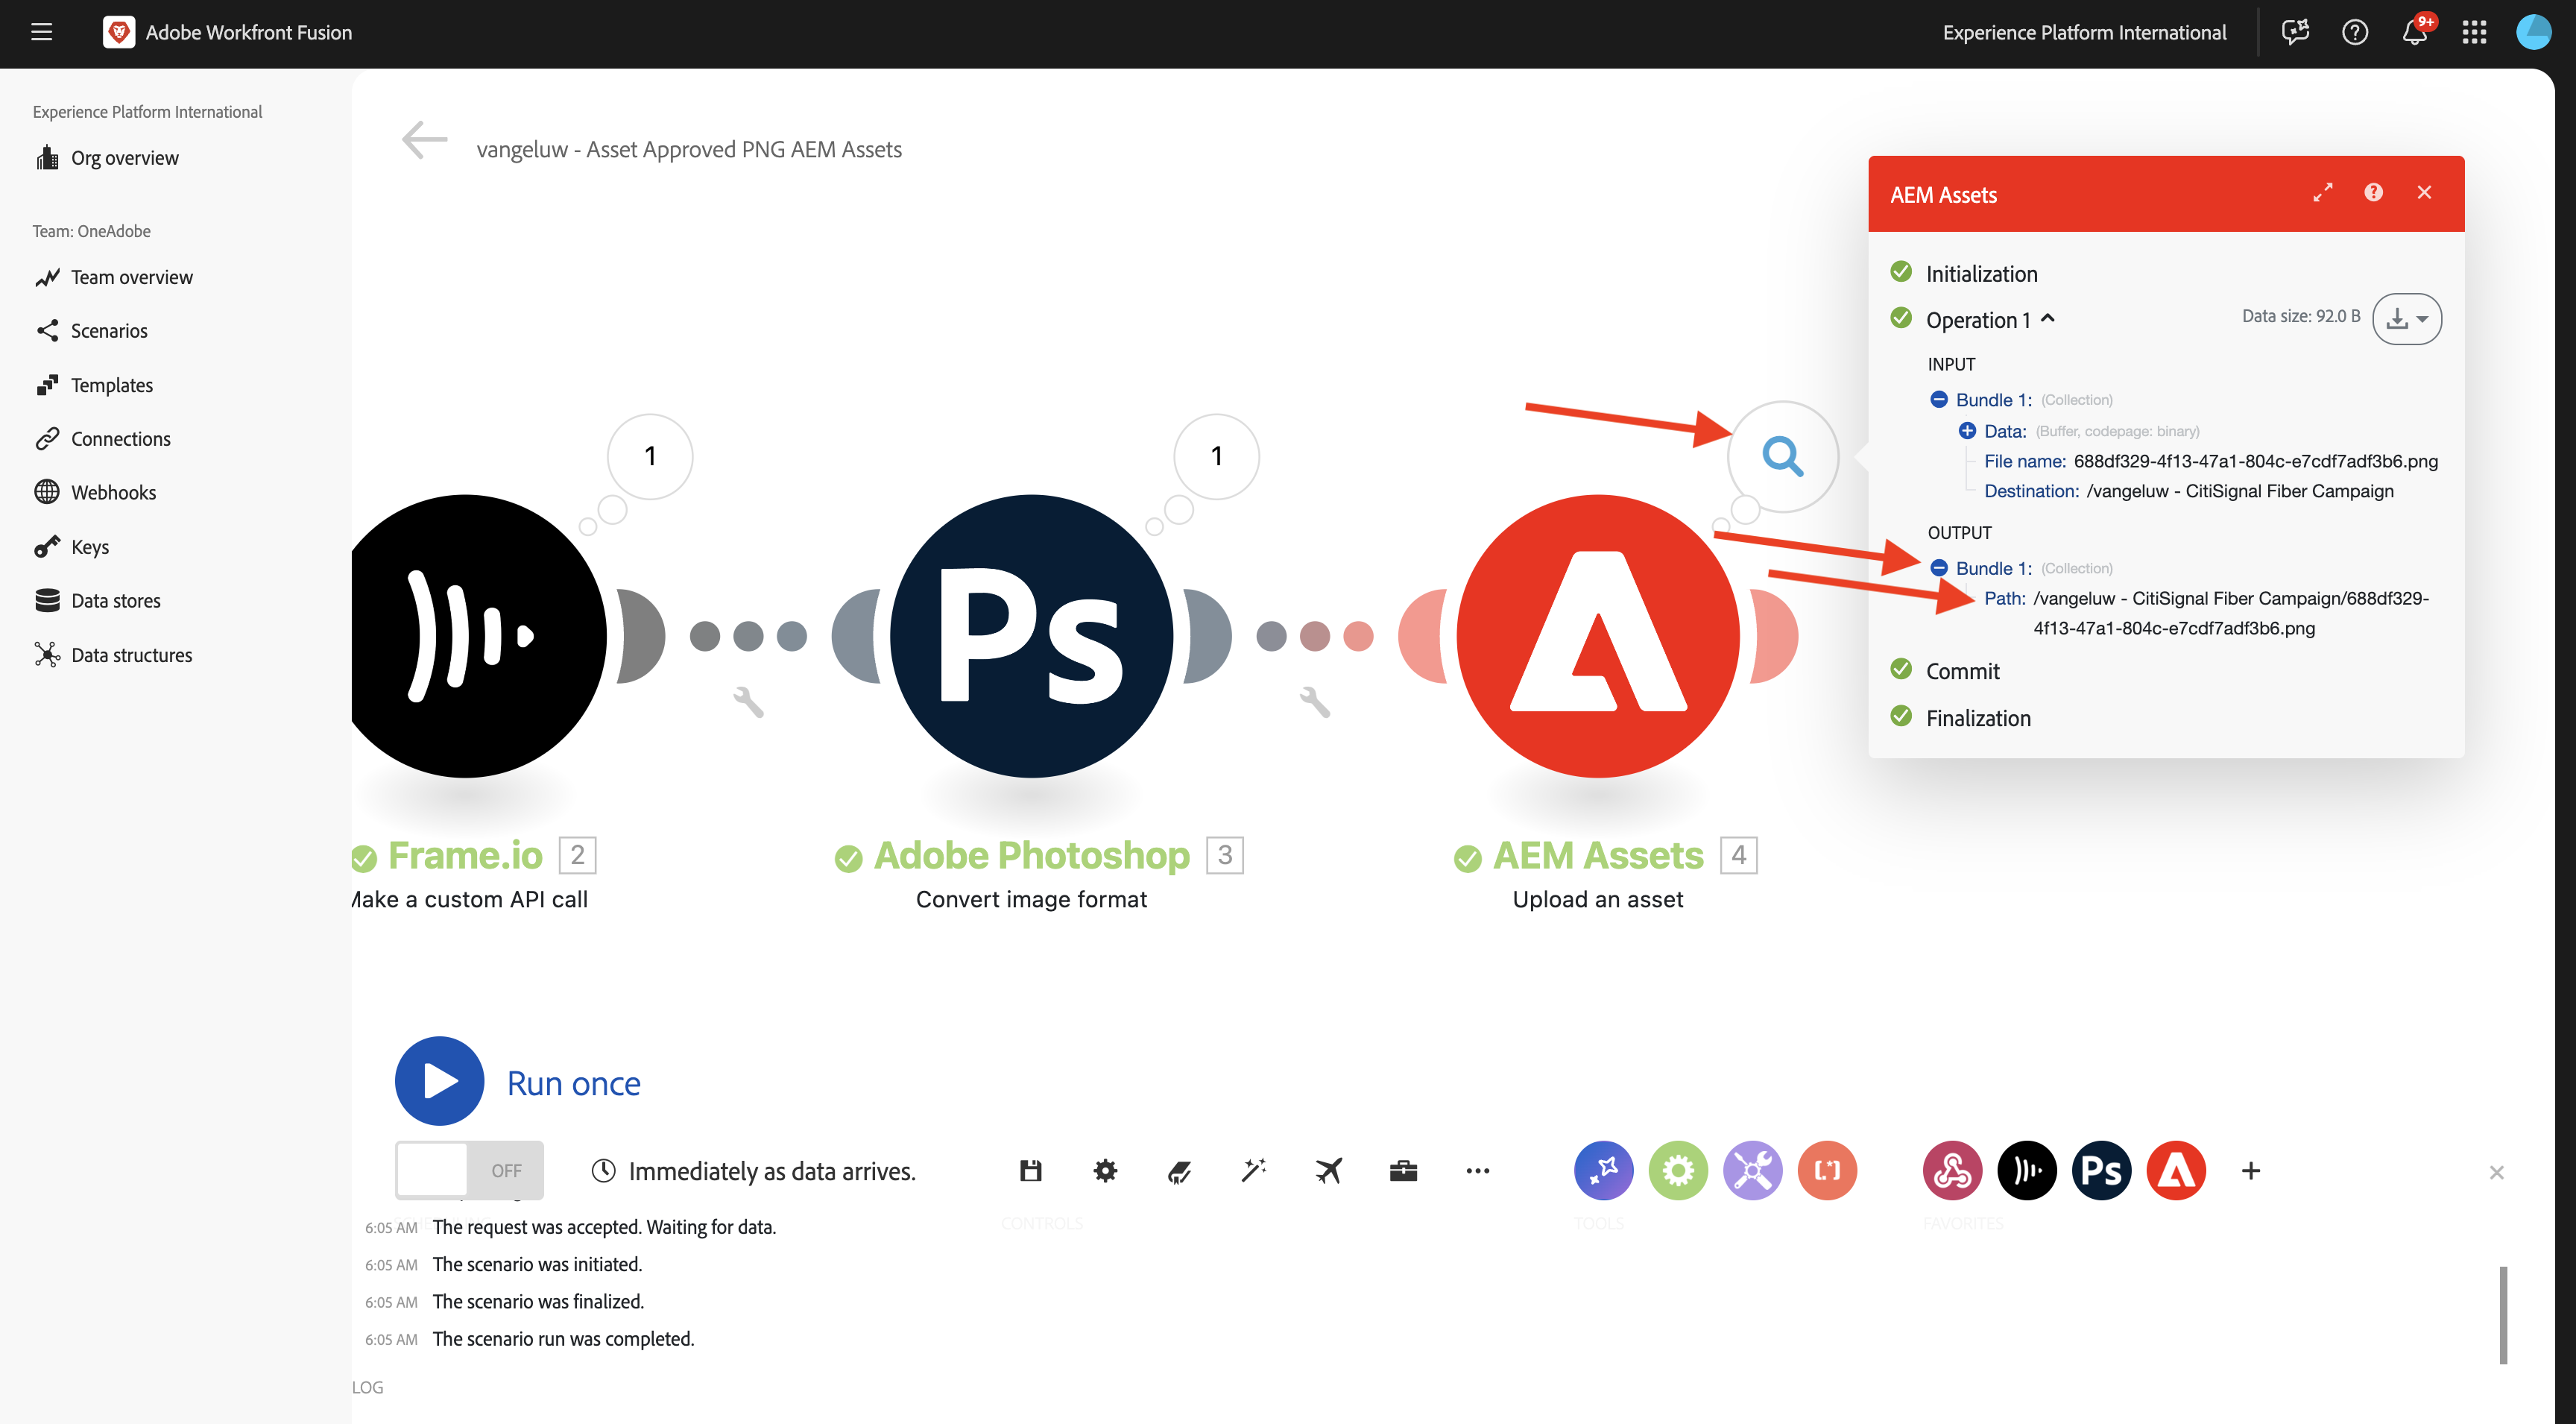 Adobe Workfront Fusion
Experience Platform International
9+
Experience Platform International
Org overview
Team: OneAdobe
Team overview
Scenarios
Templates
Connections
Webhooks
Keys
Data stores
Data structures
vangeluw - Asset Approved PNG AEM Assets
AEM Assets
Initialization
Operation 1
Data size: 92.0 B
INPUT
Bundle 1: (Collection)
Data: (Buffer, codepage: binary)
File name: 688df329-4f13-47a1-804c-e7cdf7adf3b6.png
Destination: /vangeluw - CitiSignal Fiber Campaign
OUTPUT
Bundle 1: (Collection)
Path: /vangeluw - CitiSignal Fiber Campaign/688df329-
4f13-47a1-804c-e7cdf7adf3b6.png
Commit
Finalization
1
1
Ps
Frame.io 2
Make a custom API call
Adobe Photoshop 3
Convert image format
AEM Assets 4
Upload an asset
Run once
OFF
Immediately as data arrives.
Ps
CONTROLS
TOOLS
FAVORITES
6:05 AM The request was accepted. Waiting for data.
6:05 AM The scenario was initiated.
6:05 AM The scenario was finalized.
6:05 AM The scenario run was completed.
LOG